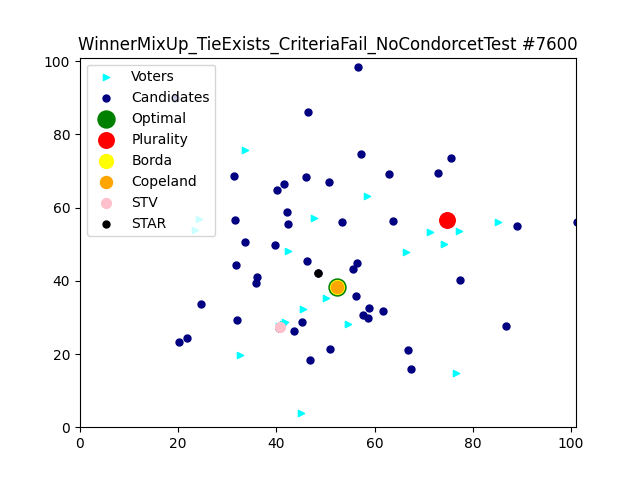 WinnerMixUp_TieExists_CriteriaFail_NoCondorcetTest #7600
Voters
Candidates
Optimal
Plurality
Borda
Copeland
STV
STAR
100
80
60
40
20
0
0 20 40 60 80 100